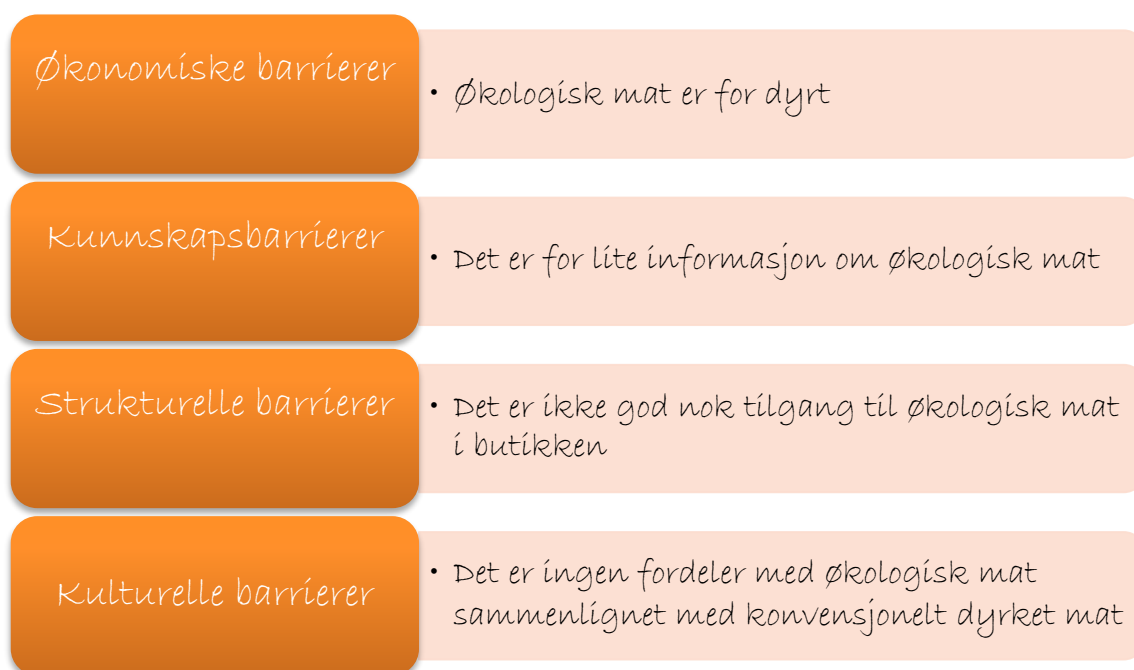 Økonomiske barrierer
• Økologisk mat er for dyrt
Kunnskapsbarrierer
• Det er for lite informasjon om økologisk mat
Strukturelle barrierer
• Det er ikke god nok tilgang til økologisk mat
i butikken
Kulturelle barrierer
• Det er ingen fordeler med økologisk mat
sammenlignet med konvensjonelt dyrket mat